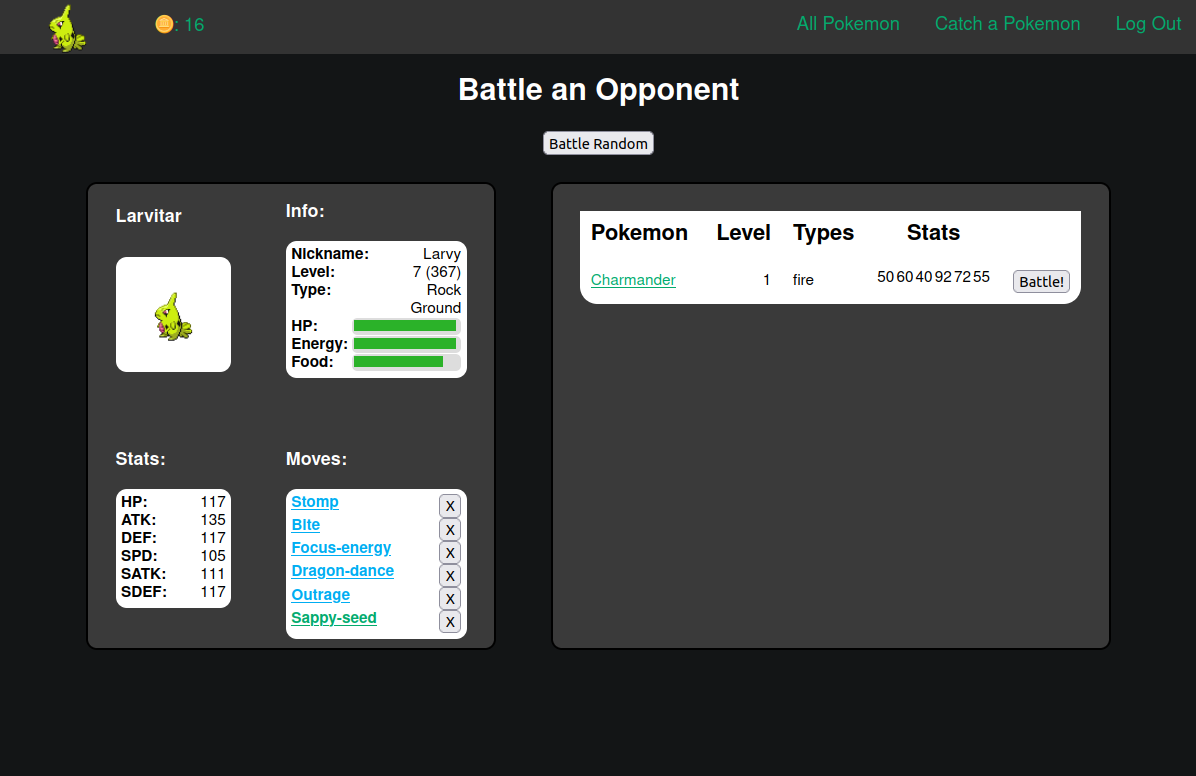 : 16 All Pokemon Catch a Pokemon Log Out
Battle an Opponent
Battle Random
Larvitar
Info:
Nickname: Larvy
Level: 7 (367)
Type: Rock
Ground
HP:
Energy:
Food:
Stats:
HP: 117
ATK: 135
DEF: 117
SPD: 105
SATK: 111
SDEF: 117
Moves:
Stomp X
Bite X
Focus-energy X
Dragon-dance X
Outrage X
Sappy-seed X
Pokemon Level Types Stats
Charmander 1 fire 50 60 40 92 72 55 Battle!